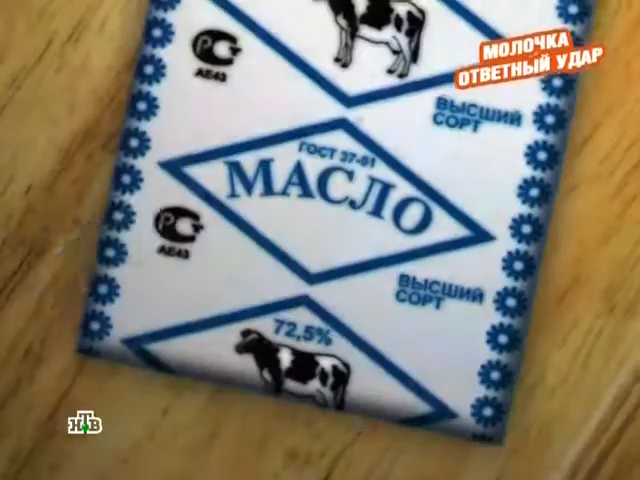 МОЛОЧКА
ОТВЕТНЫЙ УДАР
АЕ43
ВЫСШИЙ
СОРТ
ГОСТ 37-91
МАСЛО
АЕ43
ВЫСШИЙ
СОРТ
72,5%
НТВ